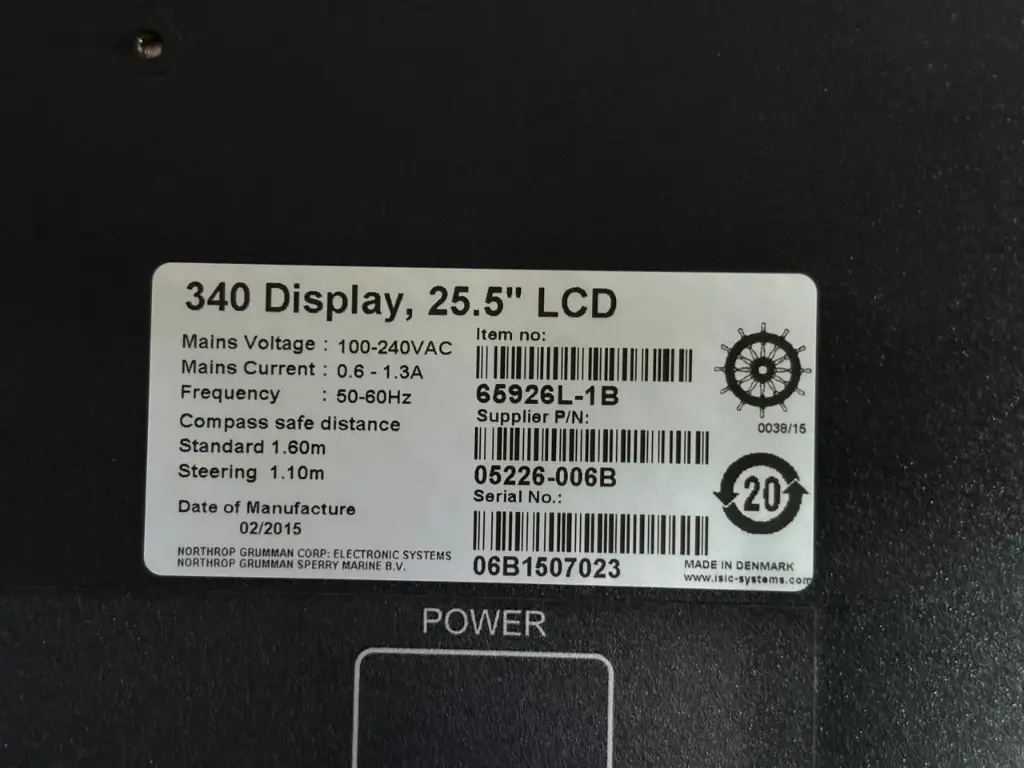 340 Display, 25.5" LCD
Mains Voltage : 100-240VAC
Mains Current : 0.6 - 1.3A
Frequency : 50-60Hz
Compass safe distance
Standard 1.60m
Steering 1.10m
Date of Manufacture
02/2015
NORTHROP GRUMMAN CORP: ELECTRONIC SYSTEMS
NORTHROP GRUMMAN SPERRY MARINE B.V.
Item no:
65926L-1B
Supplier P/N:
05226-006B
Serial No.:
06B1507023
0038/15
20
MADE IN DENMARK
www.isic-systems.com
POWER